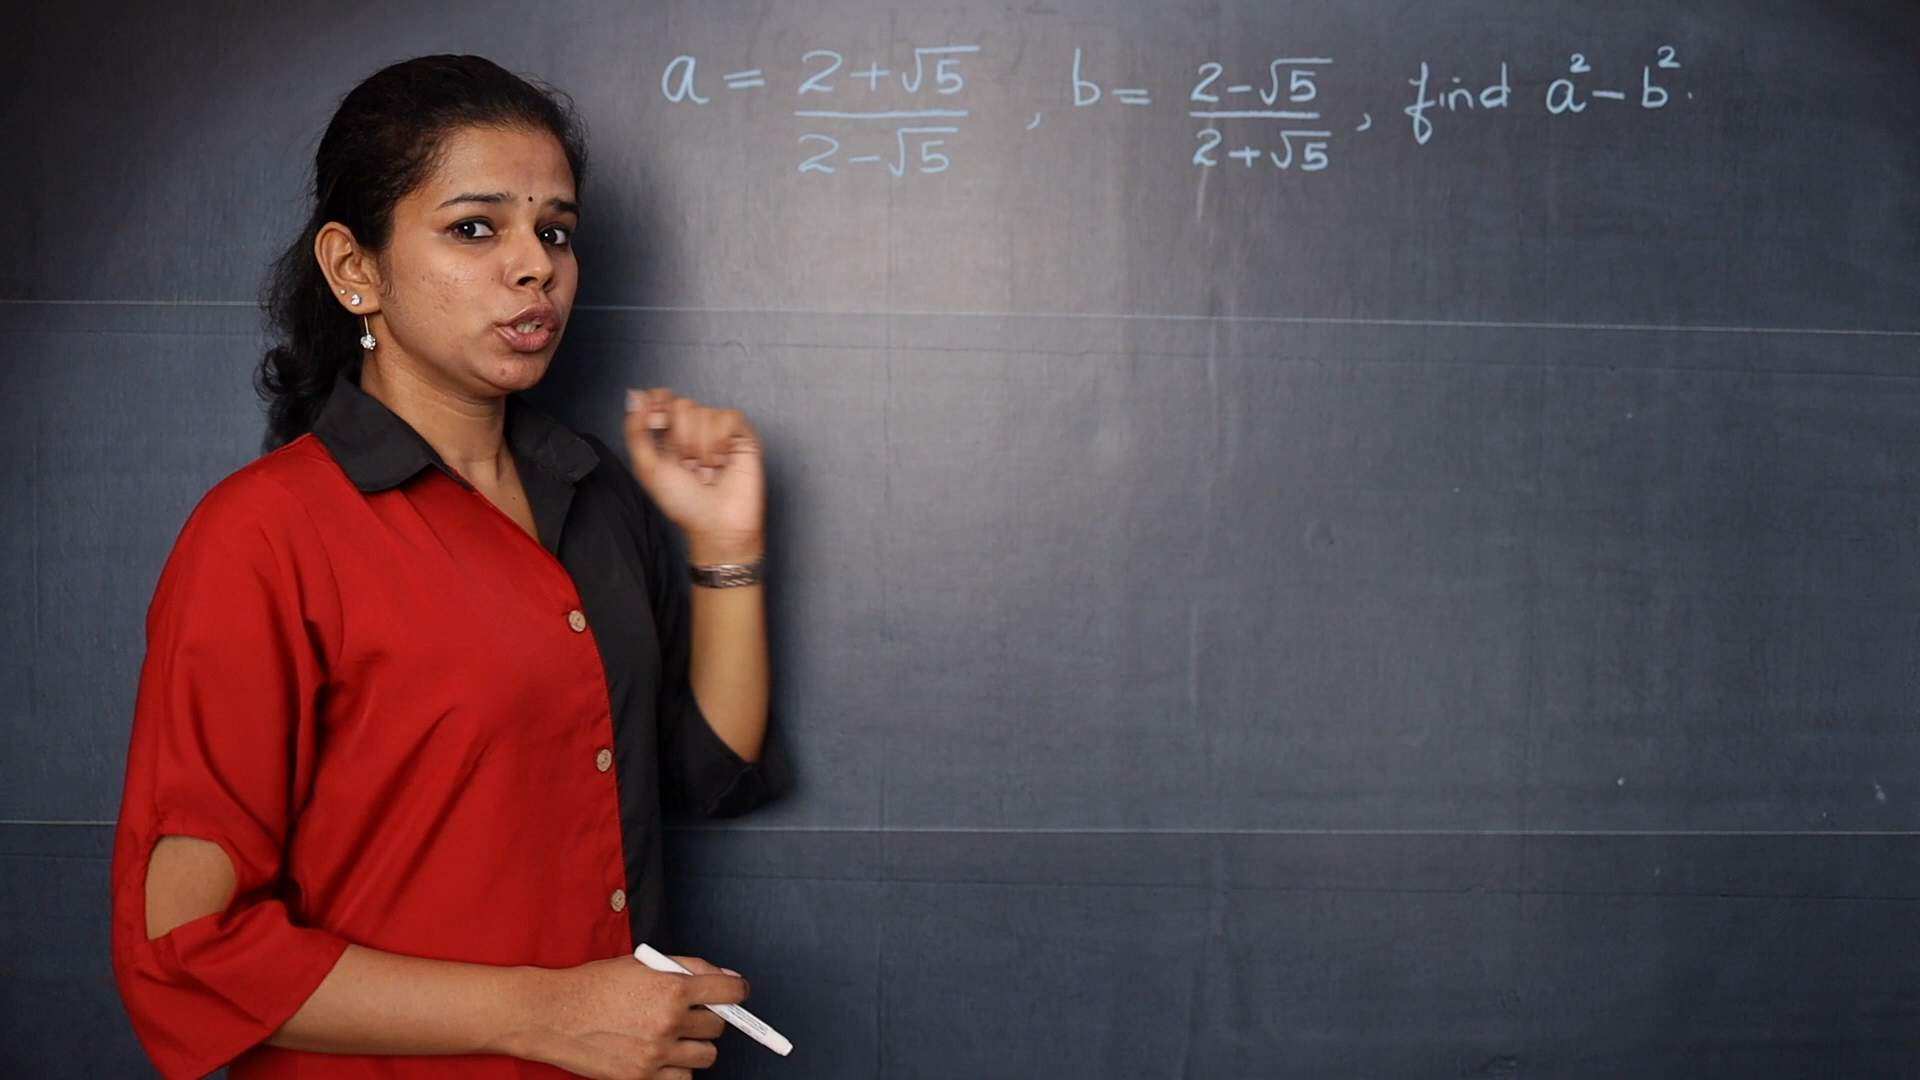 a = (2+√5)/(2-√5) , b = (2-√5)/(2+√5) , find a² - b².